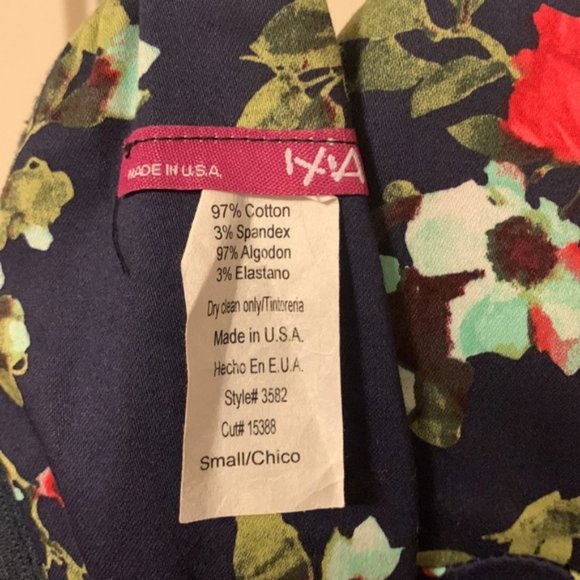 MADE IN U.S.A. IXIA
97% Cotton
3% Spandex
97% Algodon
3% Elastano
Dry clean only/Tintoreria
Made in U.S.A.
Hecho En E.U.A.
Style# 3582
Cut# 15388
Small/Chico